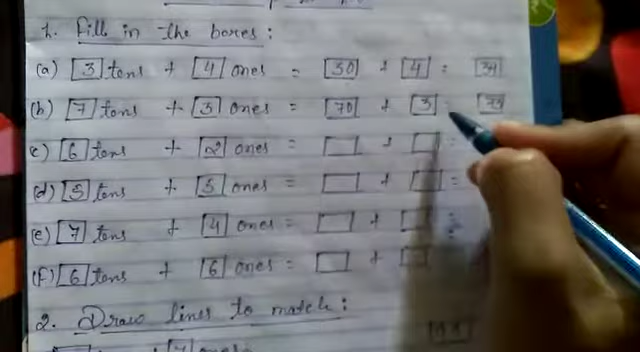 1. Fill in the boxes:
(a) 3 tens + 4 ones = 30 + 4 = 34
(b) 7 tens + 3 ones = 70 + 3 = 73
(c) 6 tens + 2 ones = +
(d) 5 tens + 5 ones = + =
(e) 7 tens + 4 ones = + =
(f) 6 tens + 6 ones = +
2. Draw lines to match: